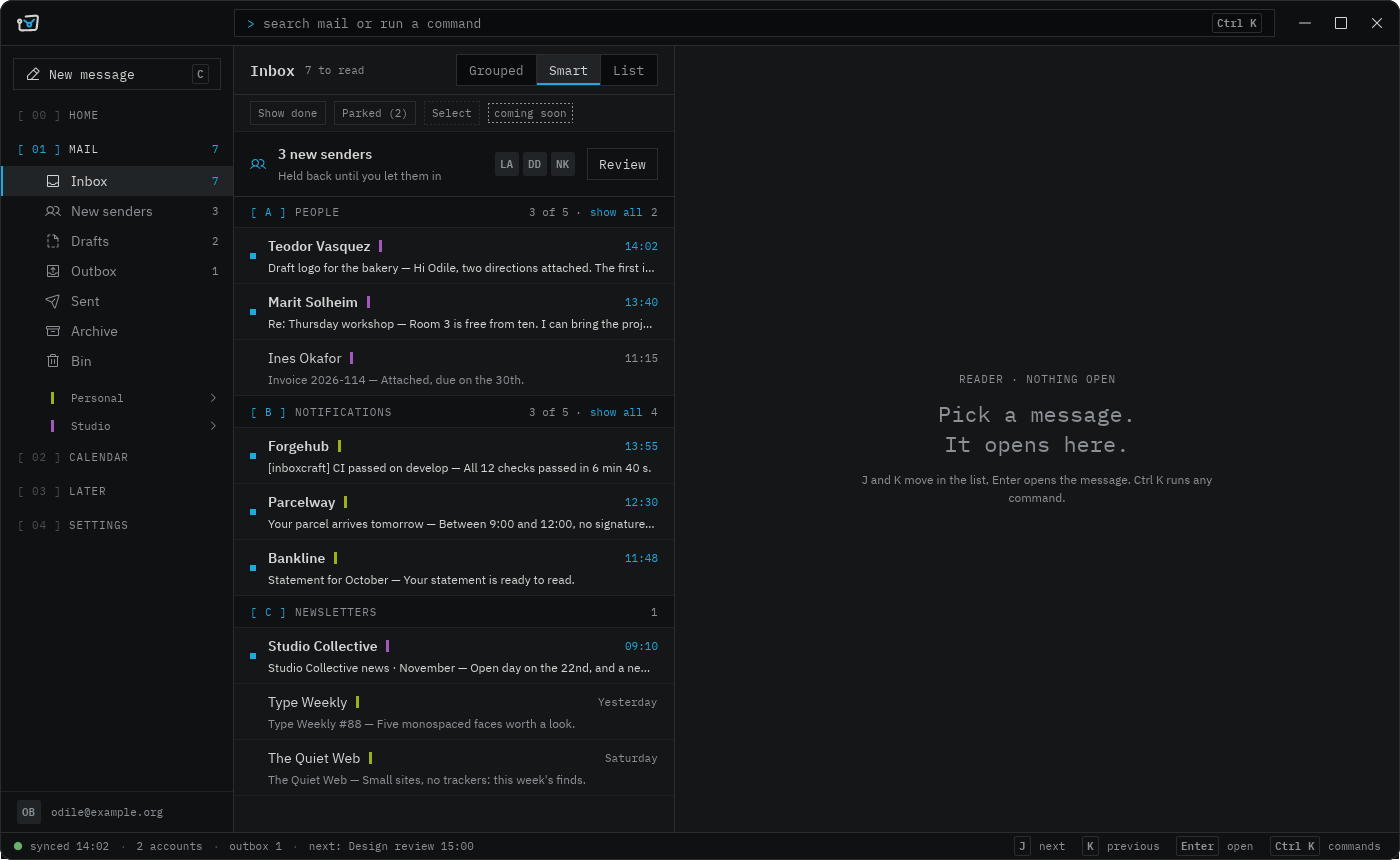 > search mail or run a command Ctrl K
New message C
[ 00 ] HOME
[ 01 ] MAIL 7
Inbox 7
New senders 3
Drafts 2
Outbox 1
Sent
Archive
Bin
Personal
Studio
[ 02 ] CALENDAR
[ 03 ] LATER
[ 04 ] SETTINGS
OB odile@example.org
Inbox 7 to read Grouped Smart List
Show done Parked (2) Select coming soon
3 new senders
Held back until you let them in
LA DD NK Review
[ A ] PEOPLE 3 of 5 · show all 2
Teodor Vasquez 14:02
Draft logo for the bakery — Hi Odile, two directions attached. The first i…
Marit Solheim 13:40
Re: Thursday workshop — Room 3 is free from ten. I can bring the proj…
Ines Okafor 11:15
Invoice 2026-114 — Attached, due on the 30th.
[ B ] NOTIFICATIONS 3 of 5 · show all 4
Forgehub 13:55
[inboxcraft] CI passed on develop — All 12 checks passed in 6 min 40 s.
Parcelway 12:30
Your parcel arrives tomorrow — Between 9:00 and 12:00, no signature…
Bankline 11:48
Statement for October — Your statement is ready to read.
[ C ] NEWSLETTERS 1
Studio Collective 09:10
Studio Collective news · November — Open day on the 22nd, and a ne…
Type Weekly Yesterday
Type Weekly #88 — Five monospaced faces worth a look.
The Quiet Web Saturday
The Quiet Web — Small sites, no trackers: this week's finds.
READER · NOTHING OPEN
Pick a message.
It opens here.
J and K move in the list, Enter opens the message. Ctrl K runs any
command.
synced 14:02 · 2 accounts · outbox 1 · next: Design review 15:00
J next K previous Enter open Ctrl K commands